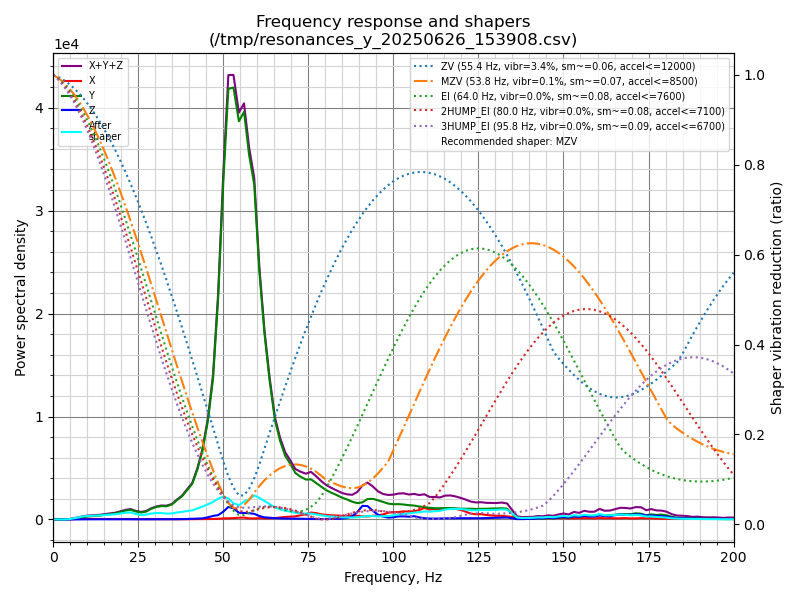 Frequency response and shapers
(/tmp/resonances_y_20250626_153908.csv)
1e4
X+Y+Z
X
Y
Z
After
shaper
ZV (55.4 Hz, vibr=3.4%, sm~=0.06, accel<=12000)
MZV (53.8 Hz, vibr=0.1%, sm~=0.07, accel<=8500)
EI (64.0 Hz, vibr=0.0%, sm~=0.08, accel<=7600)
2HUMP_EI (80.0 Hz, vibr=0.0%, sm~=0.08, accel<=7100)
3HUMP_EI (95.8 Hz, vibr=0.0%, sm~=0.09, accel<=6700)
Recommended shaper: MZV
Power spectral density
4
3
2
1
0
1.0
0.8
0.6
0.4
0.2
0.0
Shaper vibration reduction (ratio)
0 25 50 75 100 125 150 175 200
Frequency, Hz